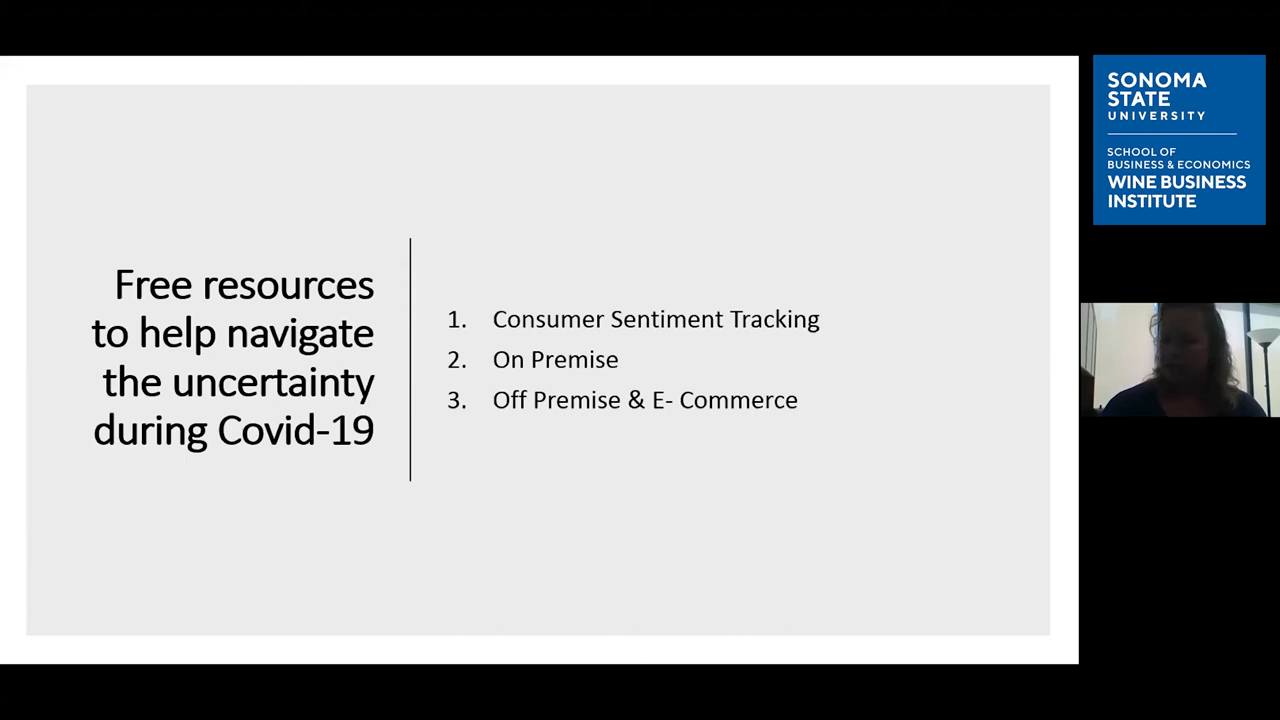 Free resources
to help navigate
the uncertainty
during Covid-19
1. Consumer Sentiment Tracking
2. On Premise
3. Off Premise & E- Commerce
SONOMA
STATE
UNIVERSITY
SCHOOL OF
BUSINESS & ECONOMICS
WINE BUSINESS
INSTITUTE